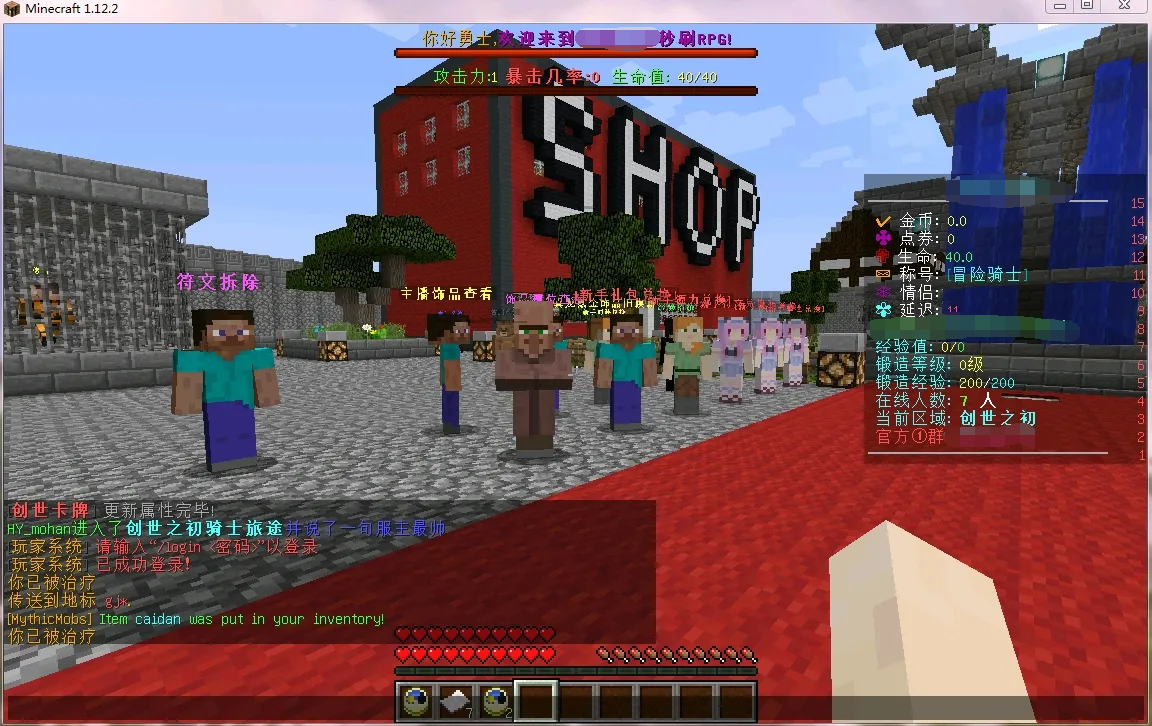 Minecraft 1.12.2
你好勇士,欢迎来到
秒刷RPG!
攻击力:1 暴击几率:0 生命值: 40/40
SHOP
符文拆除
主播饰品查看
15
金币: 0.0 14
点券: 0 13
生命: 40.0 12
称号: [冒险骑士] 11
情侣: 10
延迟: 11 9
8
经验值: 0/0 7
锻造等级: 0级 6
锻造经验: 200/200 5
在线人数: 7 人 4
当前区域: 创世之初 3
官方①群 2
1
[创世卡牌] 更新属性完毕!
HY_mohan进入了创世之初骑士旅途并说了一句服主最帅
[玩家系统] 请输入“/login <密码>”以登录
[玩家系统] 已成功登录!
你已被治疗
传送到地标 gjx.
[MythicMobs] Item caidan was put in your inventory!
你已被治疗
7
2